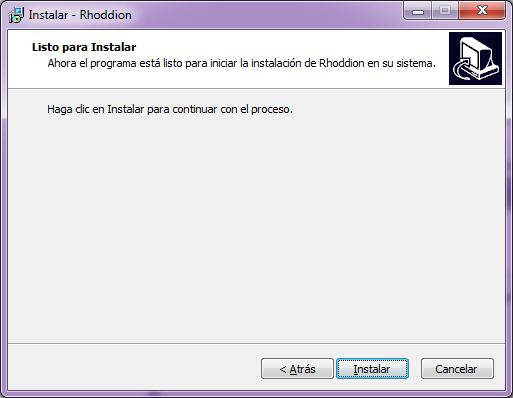 Instalar - Rhoddion
Listo para Instalar
Ahora el programa está listo para iniciar la instalación de Rhoddion en su sistema.
Haga clic en Instalar para continuar con el proceso.
< Atrás
Instalar
Cancelar